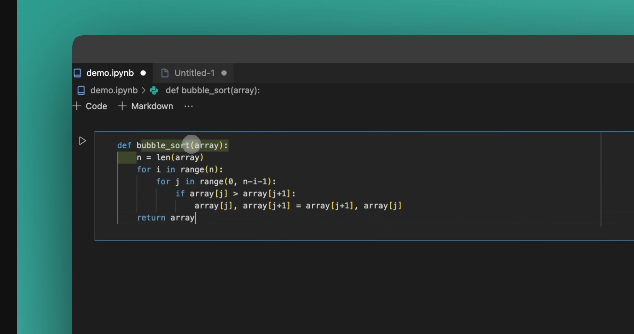 demo.ipynb
Untitled-1
demo.ipynb > def bubble_sort(array):
+ Code + Markdown ...
def bubble_sort(array):
n = len(array)
for i in range(n):
for j in range(0, n-i-1):
if array[j] > array[j+1]:
array[j], array[j+1] = array[j+1], array[j]
return array